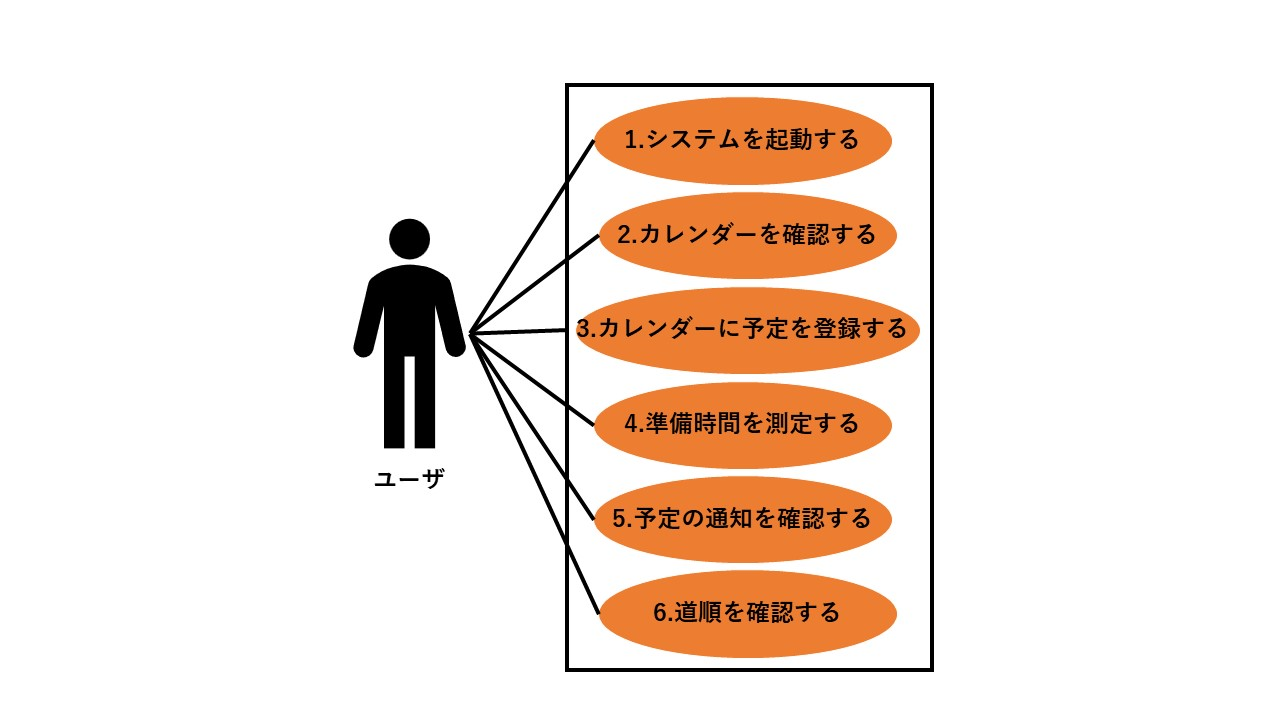 1.システムを起動する
2.カレンダーを確認する
3.カレンダーに予定を登録する
4.準備時間を測定する
5.予定の通知を確認する
6.道順を確認する
ユーザ